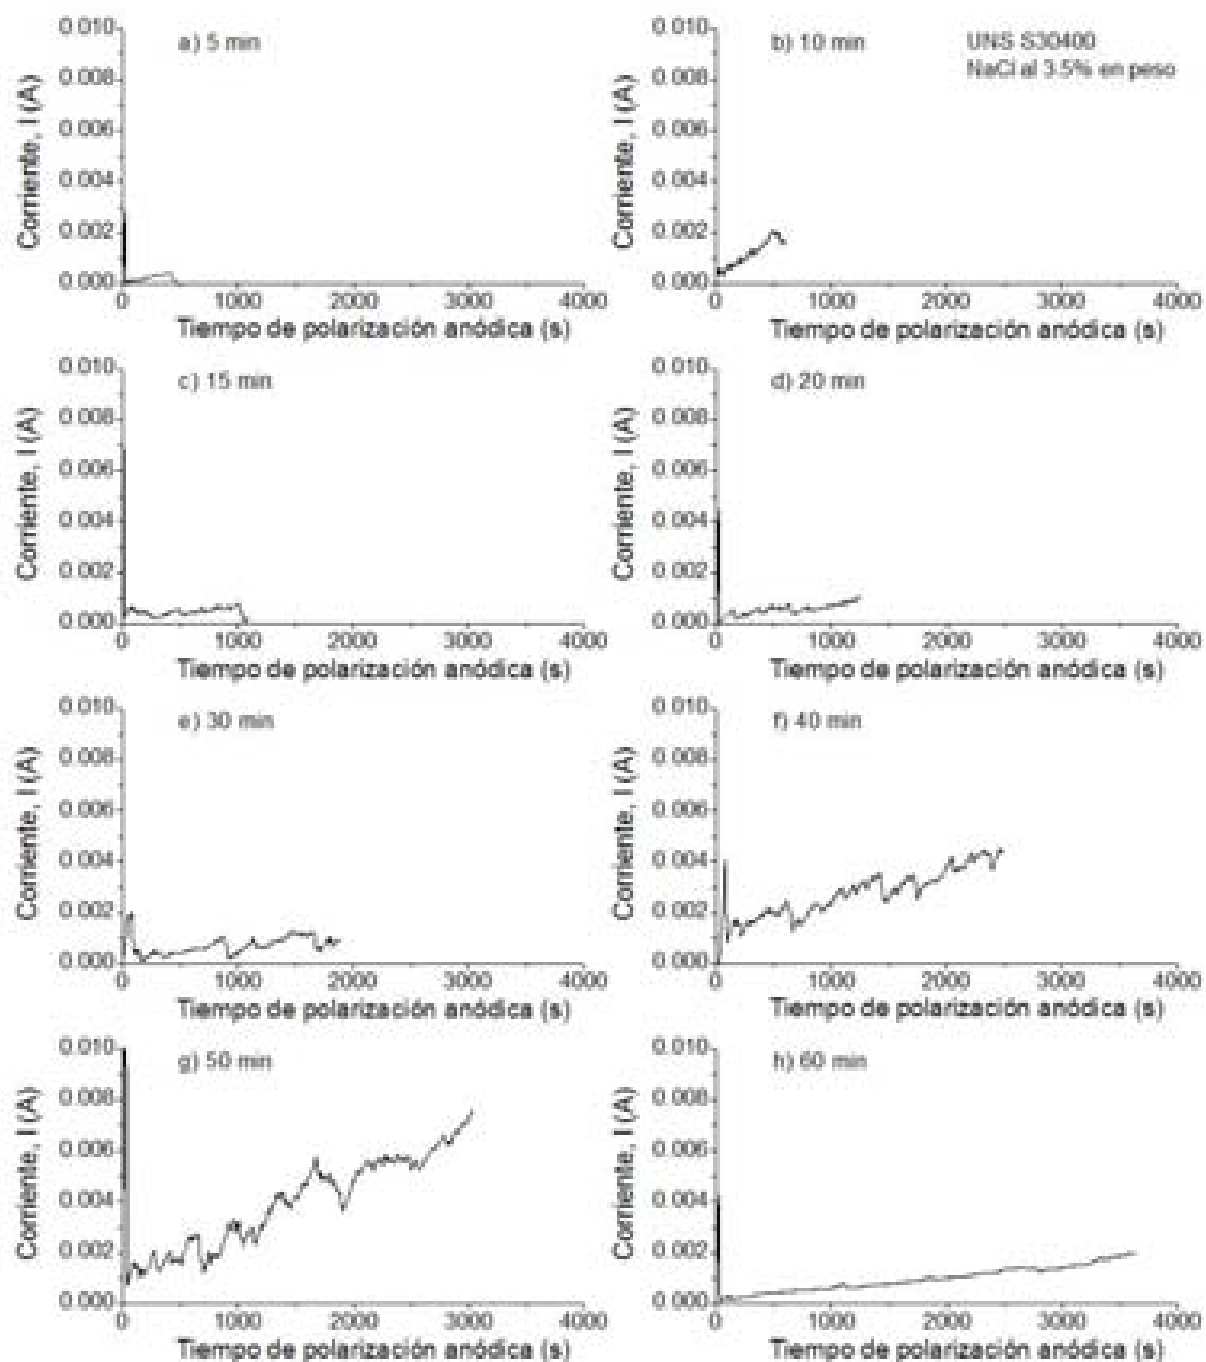 a) 5 min
Corriente, I (A)
0.010
0.008
0.006
0.004
0.002
0.000
0 1000 2000 3000 4000
Tiempo de polarización anódica (s)
b) 10 min
UNS S30400
NaCl al 3.5% en peso
Corriente, I (A)
0.010
0.008
0.006
0.004
0.002
0.000
0 1000 2000 3000 4000
Tiempo de polarización anódica (s)
c) 15 min
Corriente, I (A)
0.010
0.008
0.006
0.004
0.002
0.000
0 1000 2000 3000 4000
Tiempo de polarización anódica (s)
d) 20 min
Corriente, I (A)
0.010
0.008
0.006
0.004
0.002
0.000
0 1000 2000 3000 4000
Tiempo de polarización anódica (s)
e) 30 min
Corriente, I (A)
0.010
0.008
0.006
0.004
0.002
0.000
0 1000 2000 3000 4000
Tiempo de polarización anódica (s)
f) 40 min
Corriente, I (A)
0.010
0.008
0.006
0.004
0.002
0.000
0 1000 2000 3000 4000
Tiempo de polarización anódica (s)
g) 50 min
Corriente, I (A)
0.010
0.008
0.006
0.004
0.002
0.000
0 1000 2000 3000 4000
Tiempo de polarización anódica (s)
h) 60 min
Corriente, I (A)
0.010
0.008
0.006
0.004
0.002
0.000
0 1000 2000 3000 4000
Tiempo de polarización anódica (s)